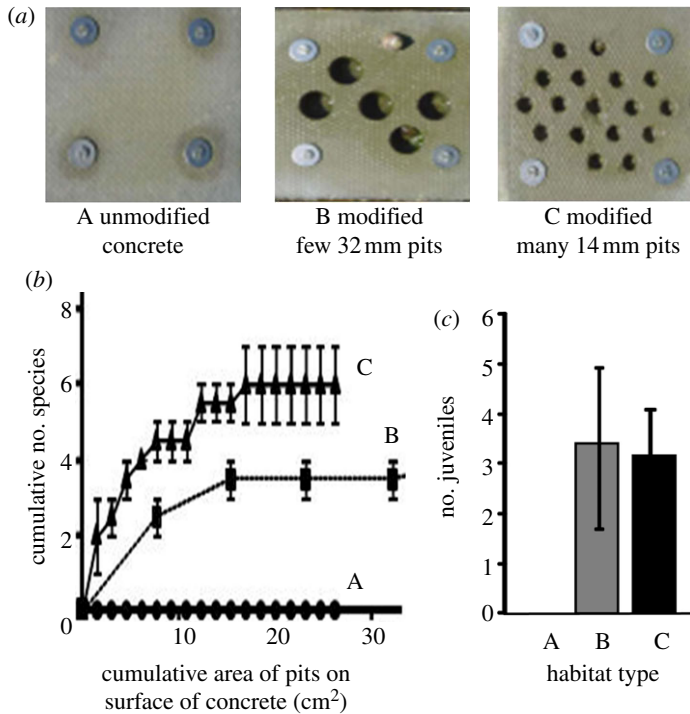 (a)
A unmodified
concrete
B modified
few 32 mm pits
C modified
many 14 mm pits
(b)
8
6
4
2
0
10
20
30
C
B
A
cumulative no. species
cumulative area of pits on
surface of concrete (cm²)
(c)
6
5
4
3
2
1
0
no. juveniles
A
B
C
habitat type